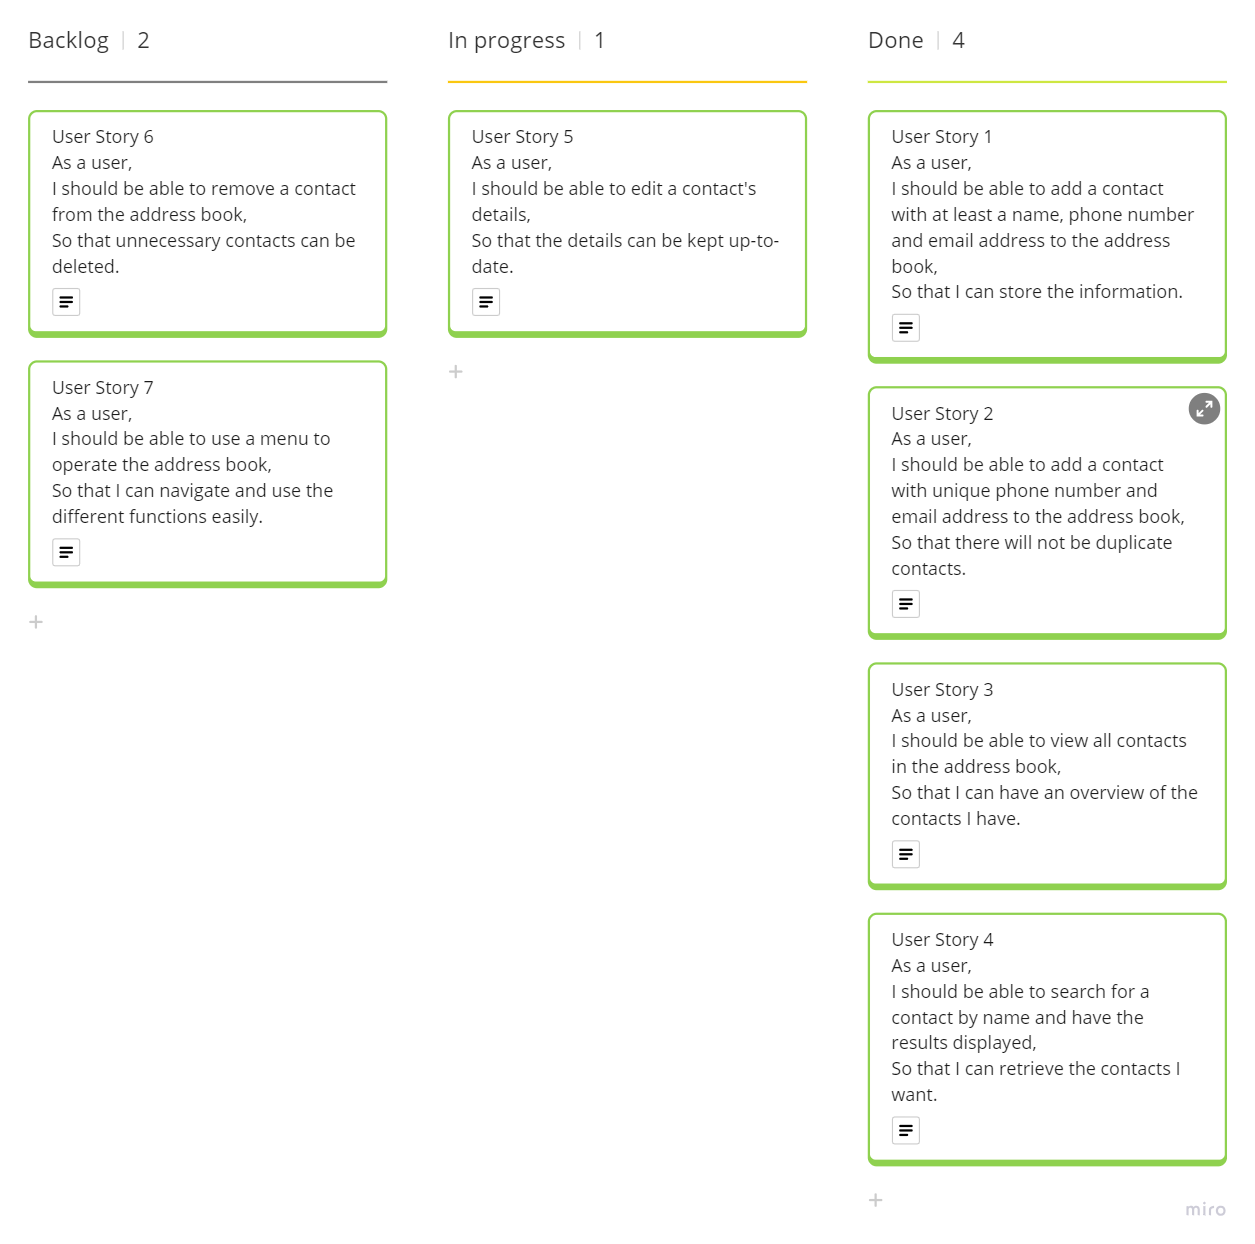 Backlog | 2
User Story 6
As a user,
I should be able to remove a contact
from the address book,
So that unnecessary contacts can be
deleted.
User Story 7
As a user,
I should be able to use a menu to
operate the address book,
So that I can navigate and use the
different functions easily.
+
In progress | 1
User Story 5
As a user,
I should be able to edit a contact's
details,
So that the details can be kept up-to-
date.
+
Done | 4
User Story 1
As a user,
I should be able to add a contact
with at least a name, phone number
and email address to the address
book,
So that I can store the information.
User Story 2
As a user,
I should be able to add a contact
with unique phone number and
email address to the address book,
So that there will not be duplicate
contacts.
User Story 3
As a user,
I should be able to view all contacts
in the address book,
So that I can have an overview of the
contacts I have.
User Story 4
As a user,
I should be able to search for a
contact by name and have the
results displayed,
So that I can retrieve the contacts I
want.
+
miro